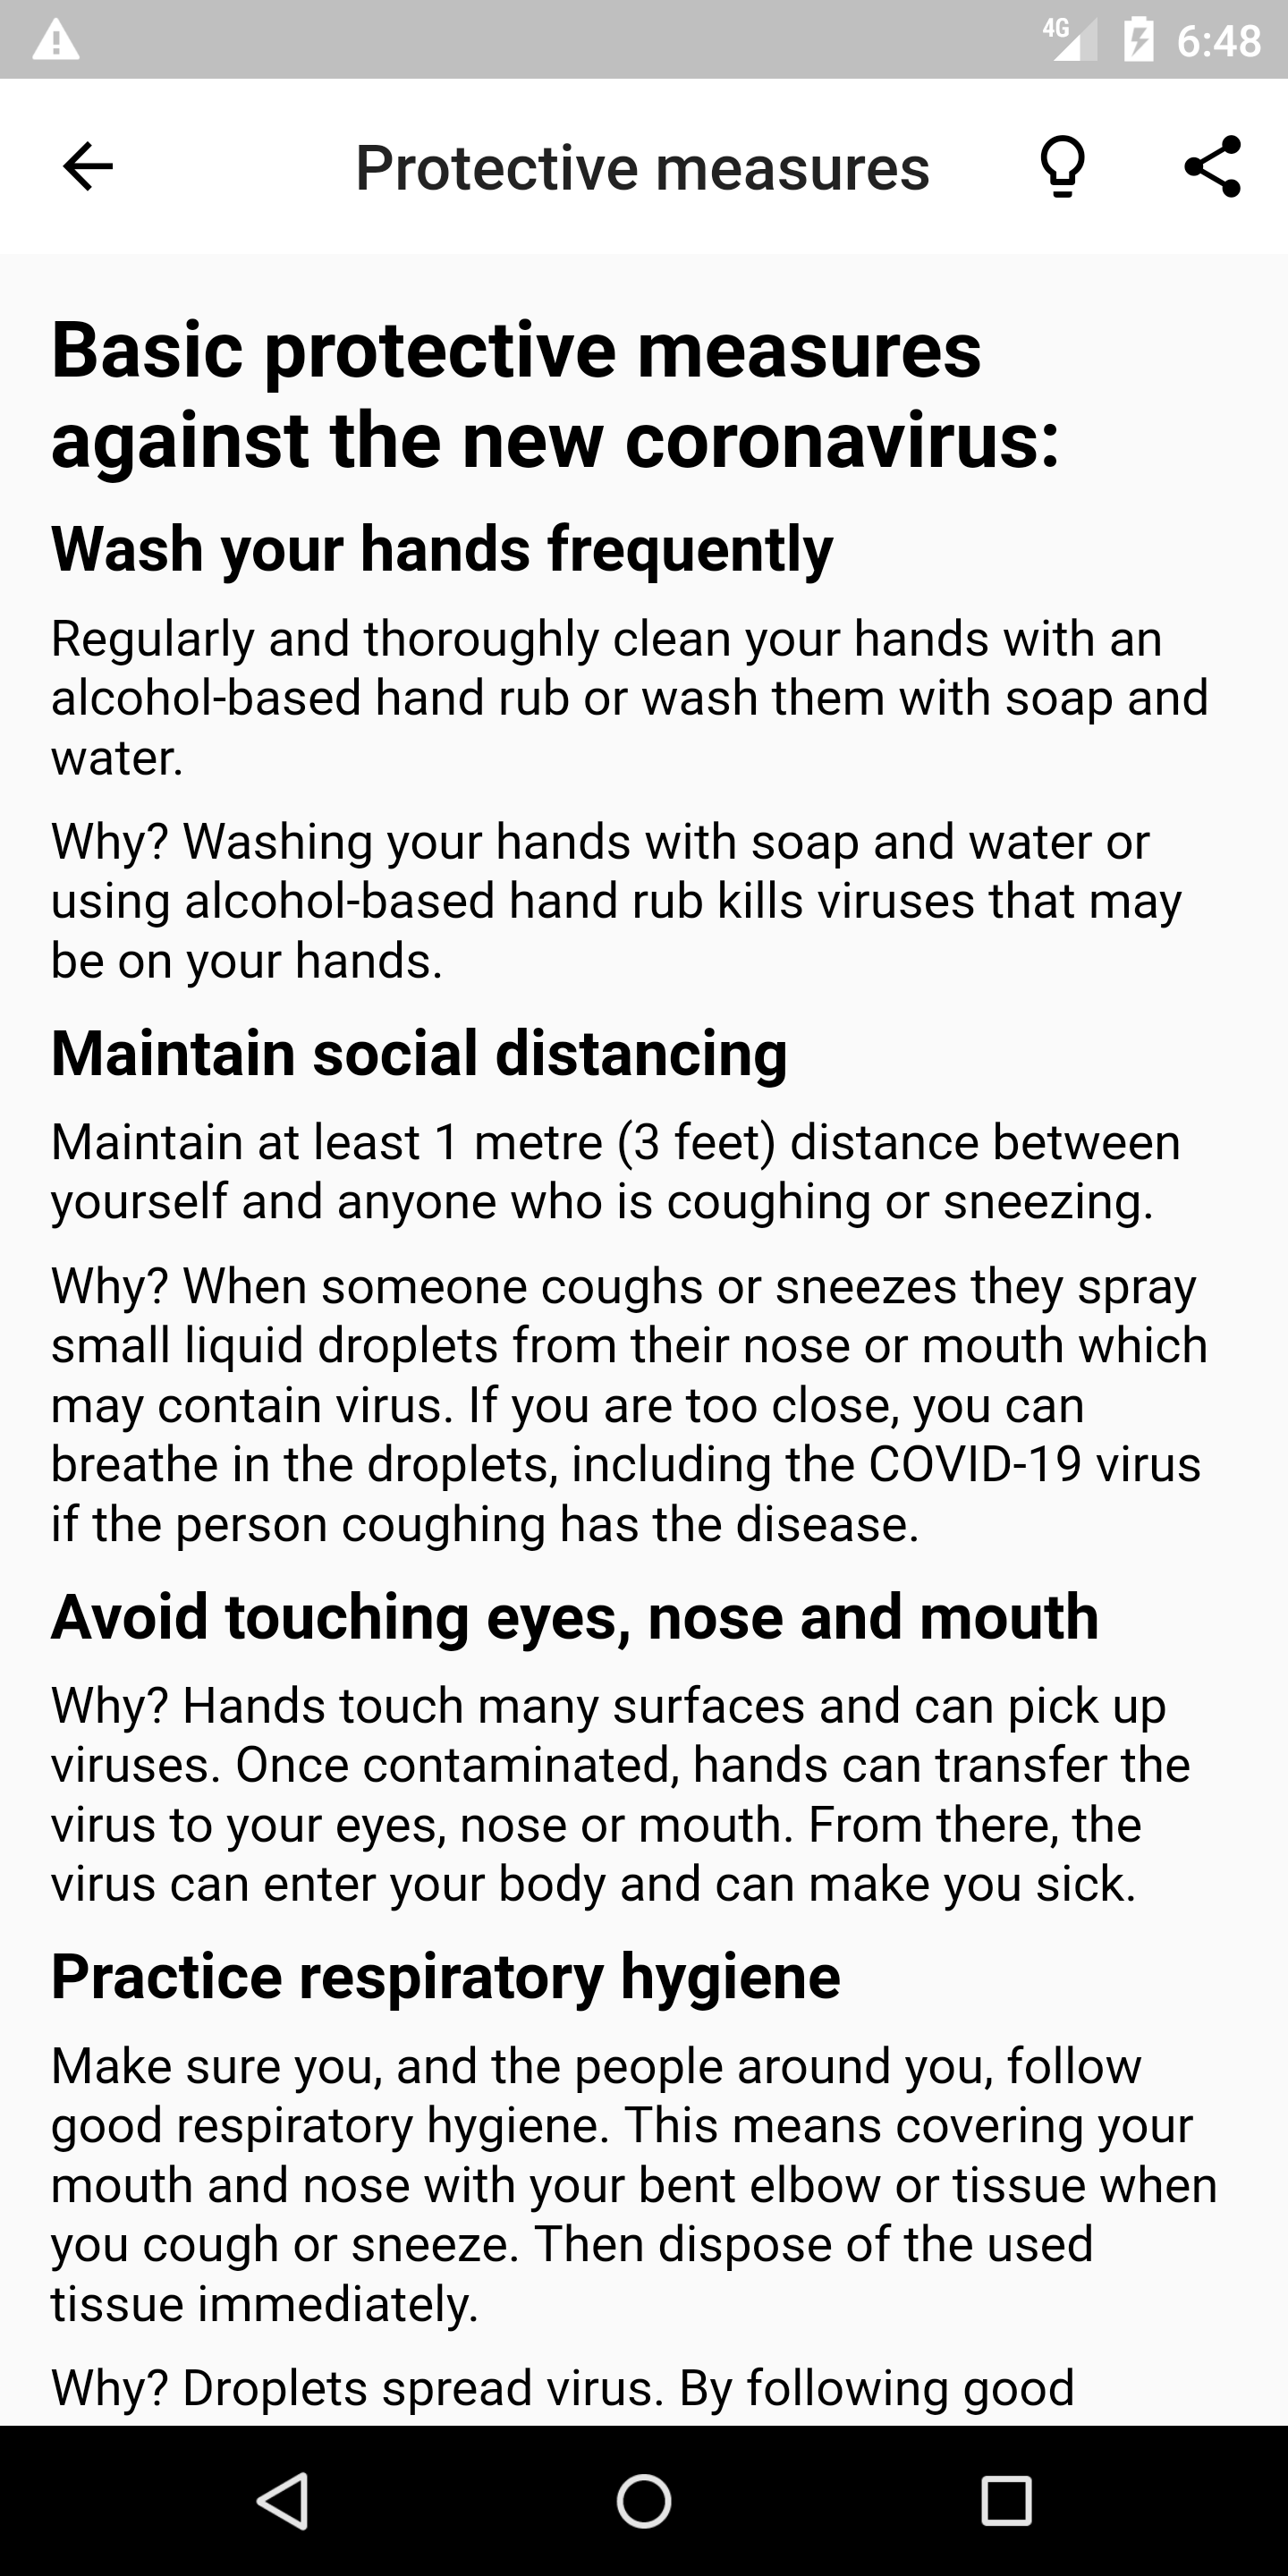 4G 6:48
Protective measures
Basic protective measures
against the new coronavirus:
Wash your hands frequently
Regularly and thoroughly clean your hands with an
alcohol-based hand rub or wash them with soap and
water.
Why? Washing your hands with soap and water or
using alcohol-based hand rub kills viruses that may
be on your hands.
Maintain social distancing
Maintain at least 1 metre (3 feet) distance between
yourself and anyone who is coughing or sneezing.
Why? When someone coughs or sneezes they spray
small liquid droplets from their nose or mouth which
may contain virus. If you are too close, you can
breathe in the droplets, including the COVID-19 virus
if the person coughing has the disease.
Avoid touching eyes, nose and mouth
Why? Hands touch many surfaces and can pick up
viruses. Once contaminated, hands can transfer the
virus to your eyes, nose or mouth. From there, the
virus can enter your body and can make you sick.
Practice respiratory hygiene
Make sure you, and the people around you, follow
good respiratory hygiene. This means covering your
mouth and nose with your bent elbow or tissue when
you cough or sneeze. Then dispose of the used
tissue immediately.
Why? Droplets spread virus. By following good